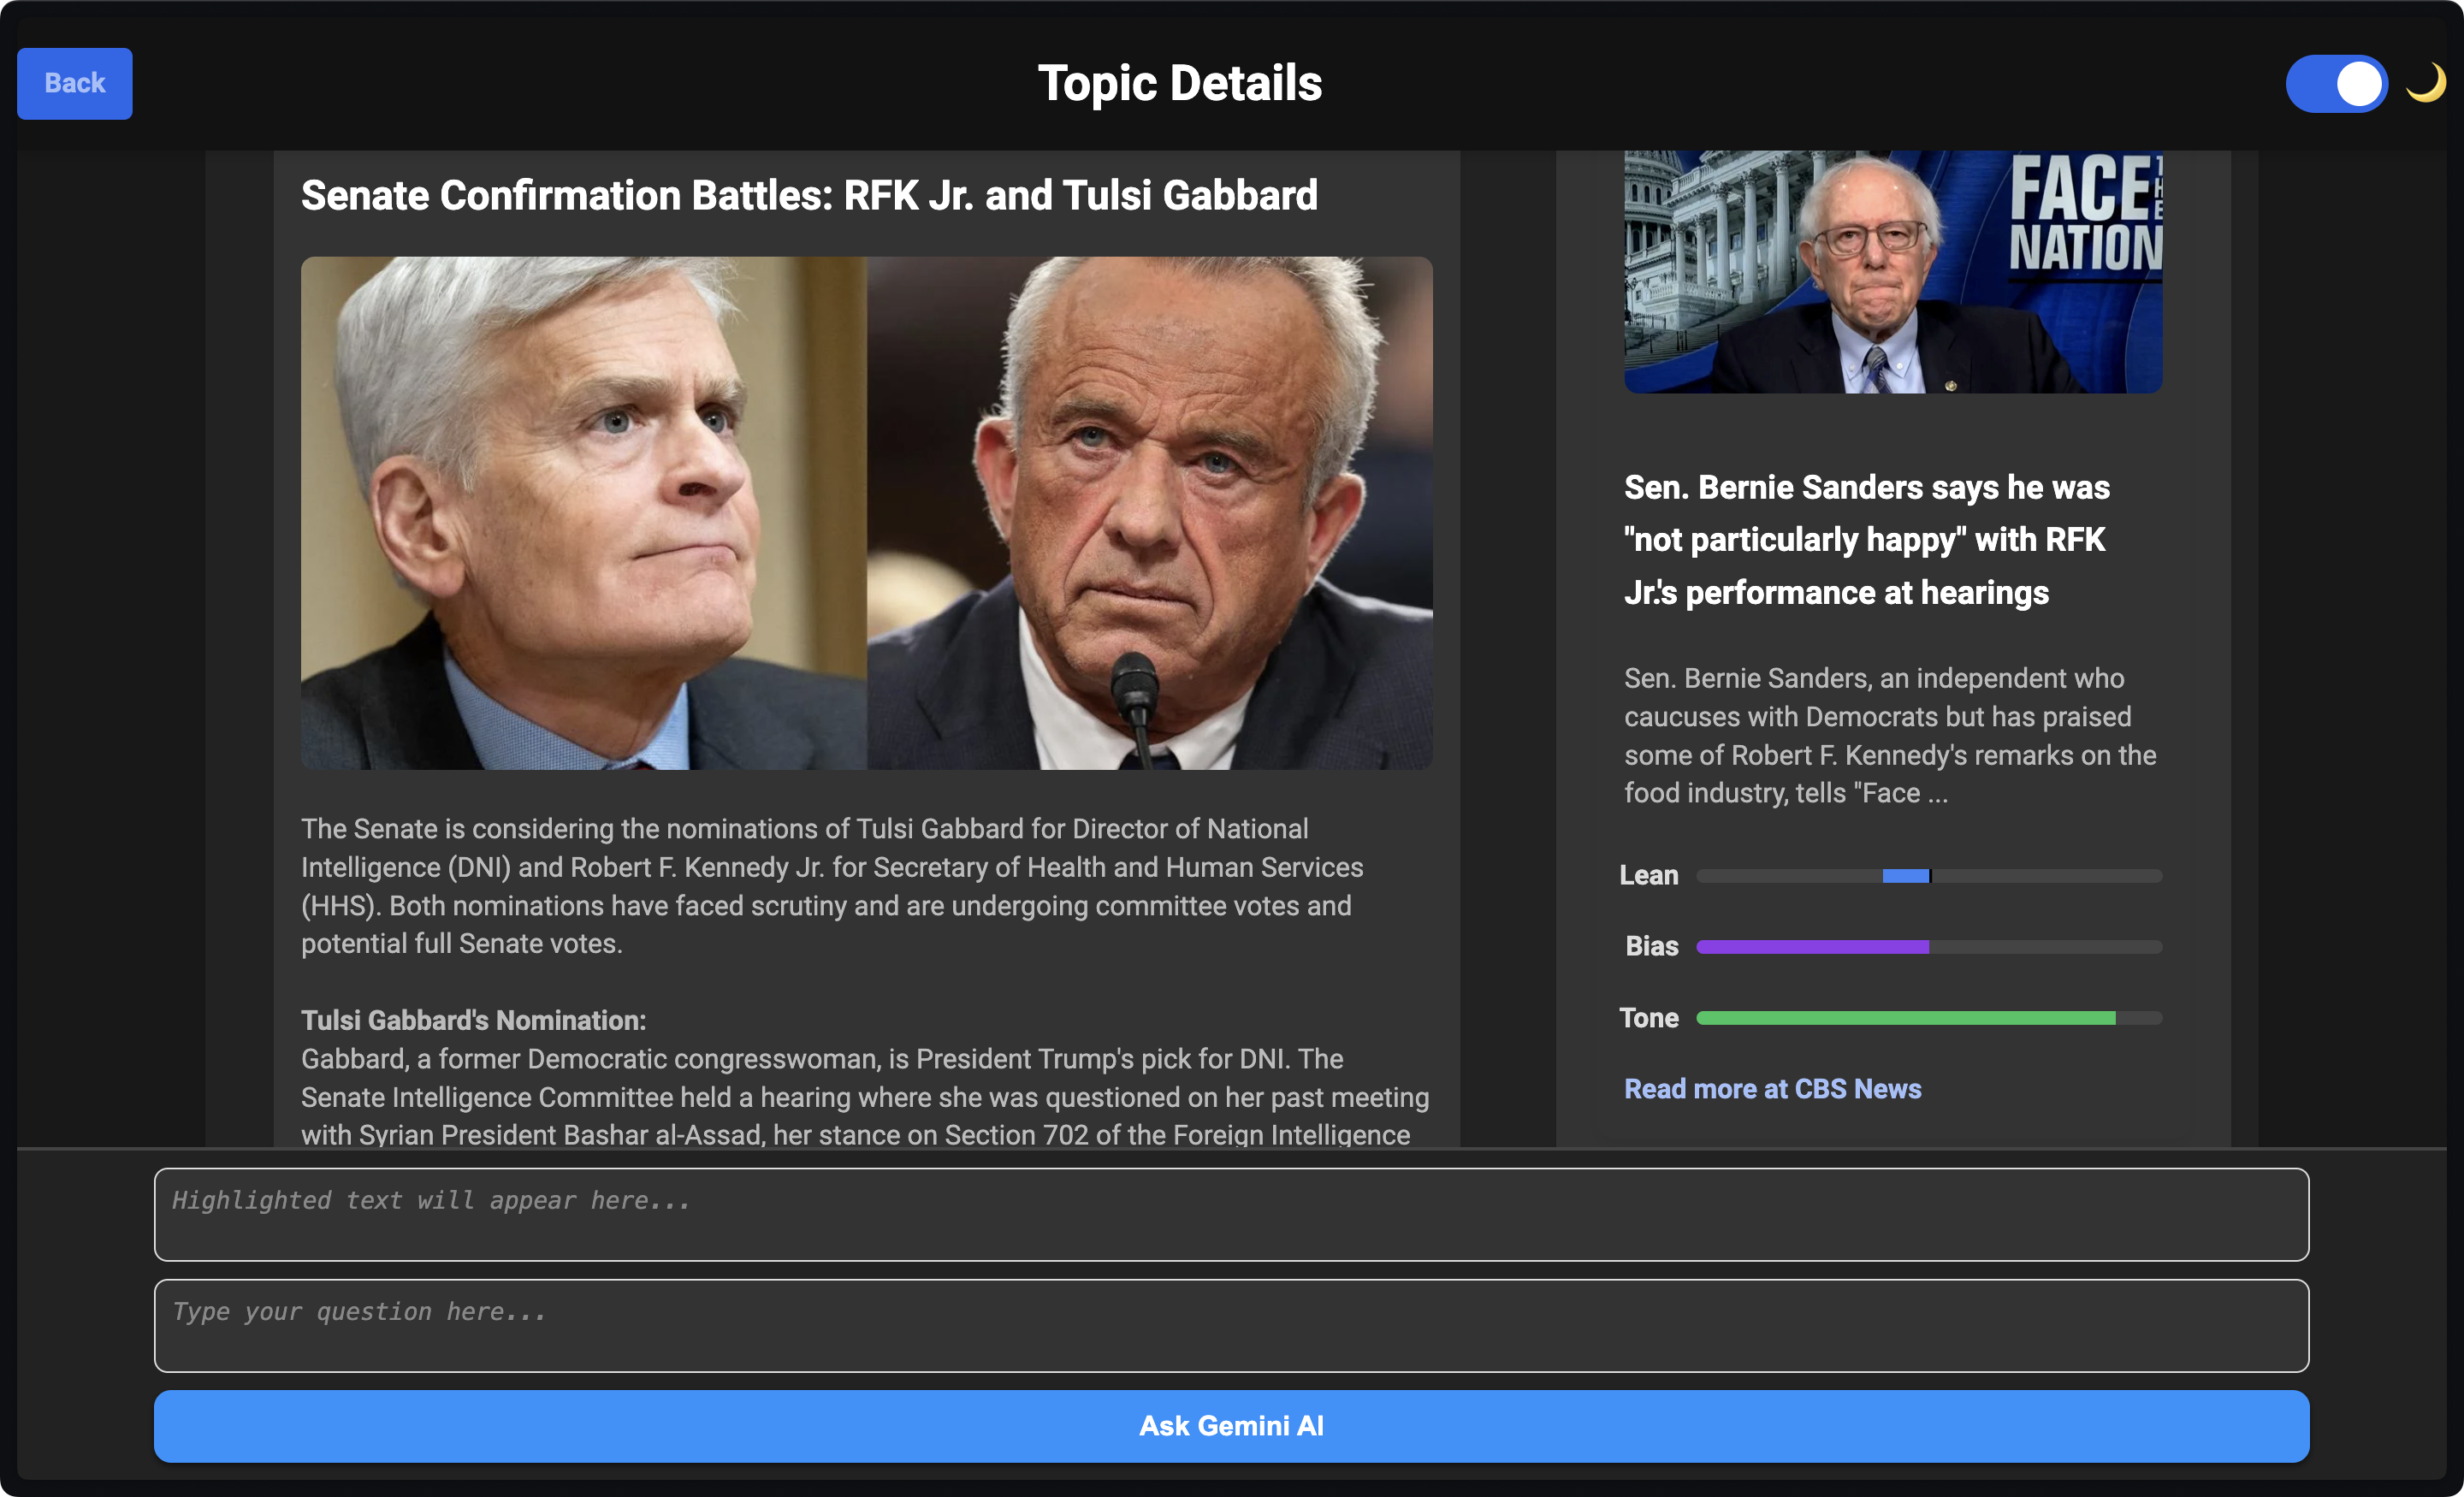 Back
Topic Details
Senate Confirmation Battles: RFK Jr. and Tulsi Gabbard
The Senate is considering the nominations of Tulsi Gabbard for Director of National
Intelligence (DNI) and Robert F. Kennedy Jr. for Secretary of Health and Human Services
(HHS). Both nominations have faced scrutiny and are undergoing committee votes and
potential full Senate votes.
Tulsi Gabbard's Nomination:
Gabbard, a former Democratic congresswoman, is President Trump's pick for DNI. The
Senate Intelligence Committee held a hearing where she was questioned on her past meeting
with Syrian President Bashar al-Assad, her stance on Section 702 of the Foreign Intelligence
FACE
NATION
Sen. Bernie Sanders says he was
"not particularly happy" with RFK
Jr.'s performance at hearings
Sen. Bernie Sanders, an independent who
caucuses with Democrats but has praised
some of Robert F. Kennedy's remarks on the
food industry, tells "Face ...
Lean
Bias
Tone
Read more at CBS News
Highlighted text will appear here...
Type your question here...
Ask Gemini AI